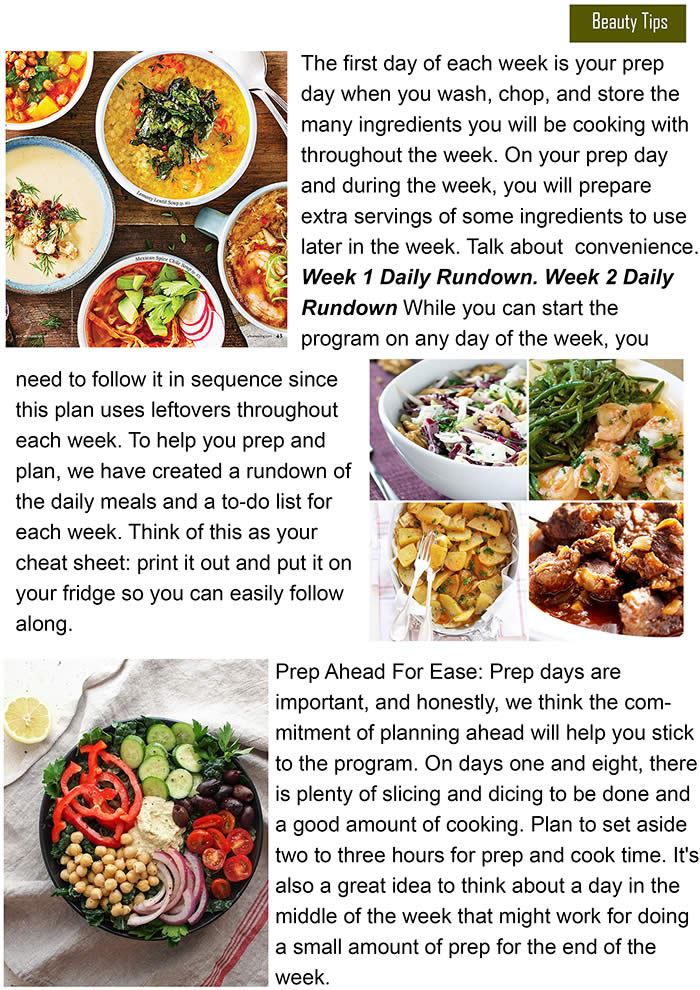 Beauty Tips
The first day of each week is your prep
day when you wash, chop, and store the
many ingredients you will be cooking with
throughout the week. On your prep day
and during the week, you will prepare
extra servings of some ingredients to use
later in the week. Talk about  convenience.
Week 1 Daily Rundown. Week 2 Daily
Rundown While you can start the
program on any day of the week, you
Lemony Lentil Soup
Mexican Spice Chile Soup
43
need to follow it in sequence since
this plan uses leftovers throughout
each week. To help you prep and
plan, we have created a rundown of
the daily meals and a to-do list for
each week. Think of this as your
cheat sheet: print it out and put it on
your fridge so you can easily follow
along.
Prep Ahead For Ease: Prep days are
important, and honestly, we think the com-
mitment of planning ahead will help you stick
to the program. On days one and eight, there
is plenty of slicing and dicing to be done and
a good amount of cooking. Plan to set aside
two to three hours for prep and cook time. It's
also a great idea to think about a day in the
middle of the week that might work for doing
a small amount of prep for the end of the
week.